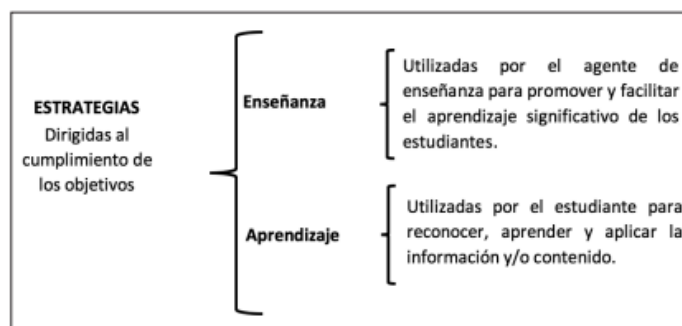 ESTRATEGIAS
Dirigidas al
cumplimiento de
los objetivos
Enseñanza
Utilizadas por el agente de
enseñanza para promover y facilitar
el aprendizaje significativo de los
estudiantes.
Aprendizaje
Utilizadas por el estudiante para
reconocer, aprender y aplicar la
información y/o contenido.